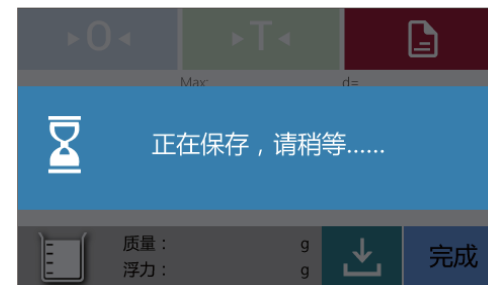 ▸0◂ ▸T◂
Max: d=
正在保存，请稍等......
质量： g
浮力： g
完成